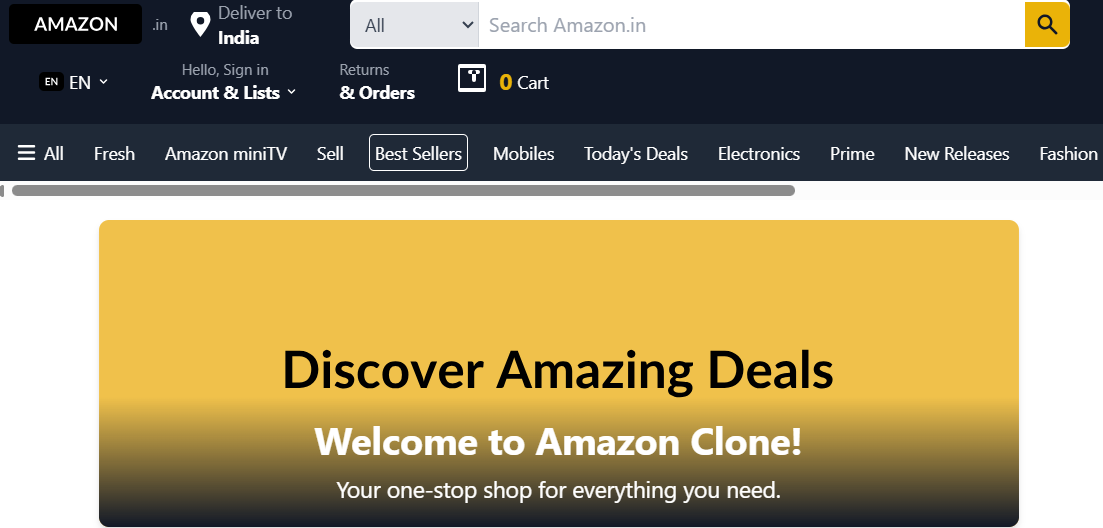 AMAZON .in Deliver to
India
All Search Amazon.in
EN EN
Hello, Sign in
Account & Lists
Returns
& Orders
0 Cart
All Fresh Amazon miniTV Sell Best Sellers Mobiles Today's Deals Electronics Prime New Releases Fashion
Discover Amazing Deals
Welcome to Amazon Clone!
Your one-stop shop for everything you need.